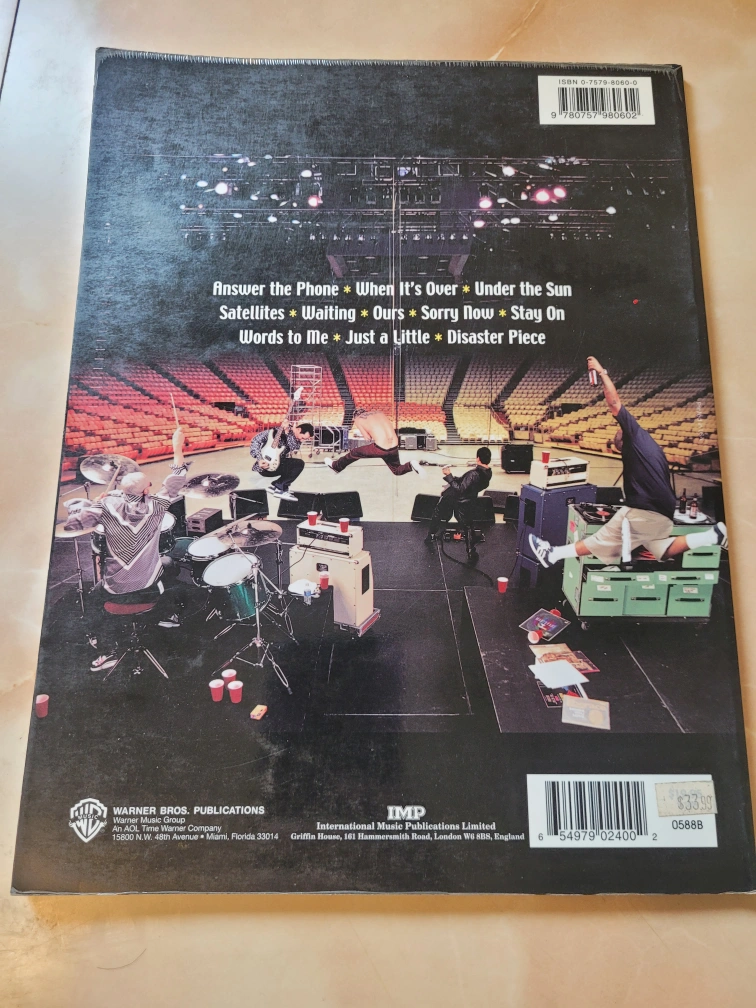 ISBN 0-7579-8060-0
9 780757 980602
Answer the Phone * When It's Over * Under the Sun
Satellites * Waiting * Ours * Sorry Now * Stay On
Words to Me * Just a Little * Disaster Piece
WARNER BROS. PUBLICATIONS
Warner Music Group
An AOL Time Warner Company
15800 N.W. 48th Avenue • Miami, Florida 33014
IMP
International Music Publications Limited
Griffin House, 161 Hammersmith Road, London W6 8BS, England
$33.99
6 54979 02400 2
0588B